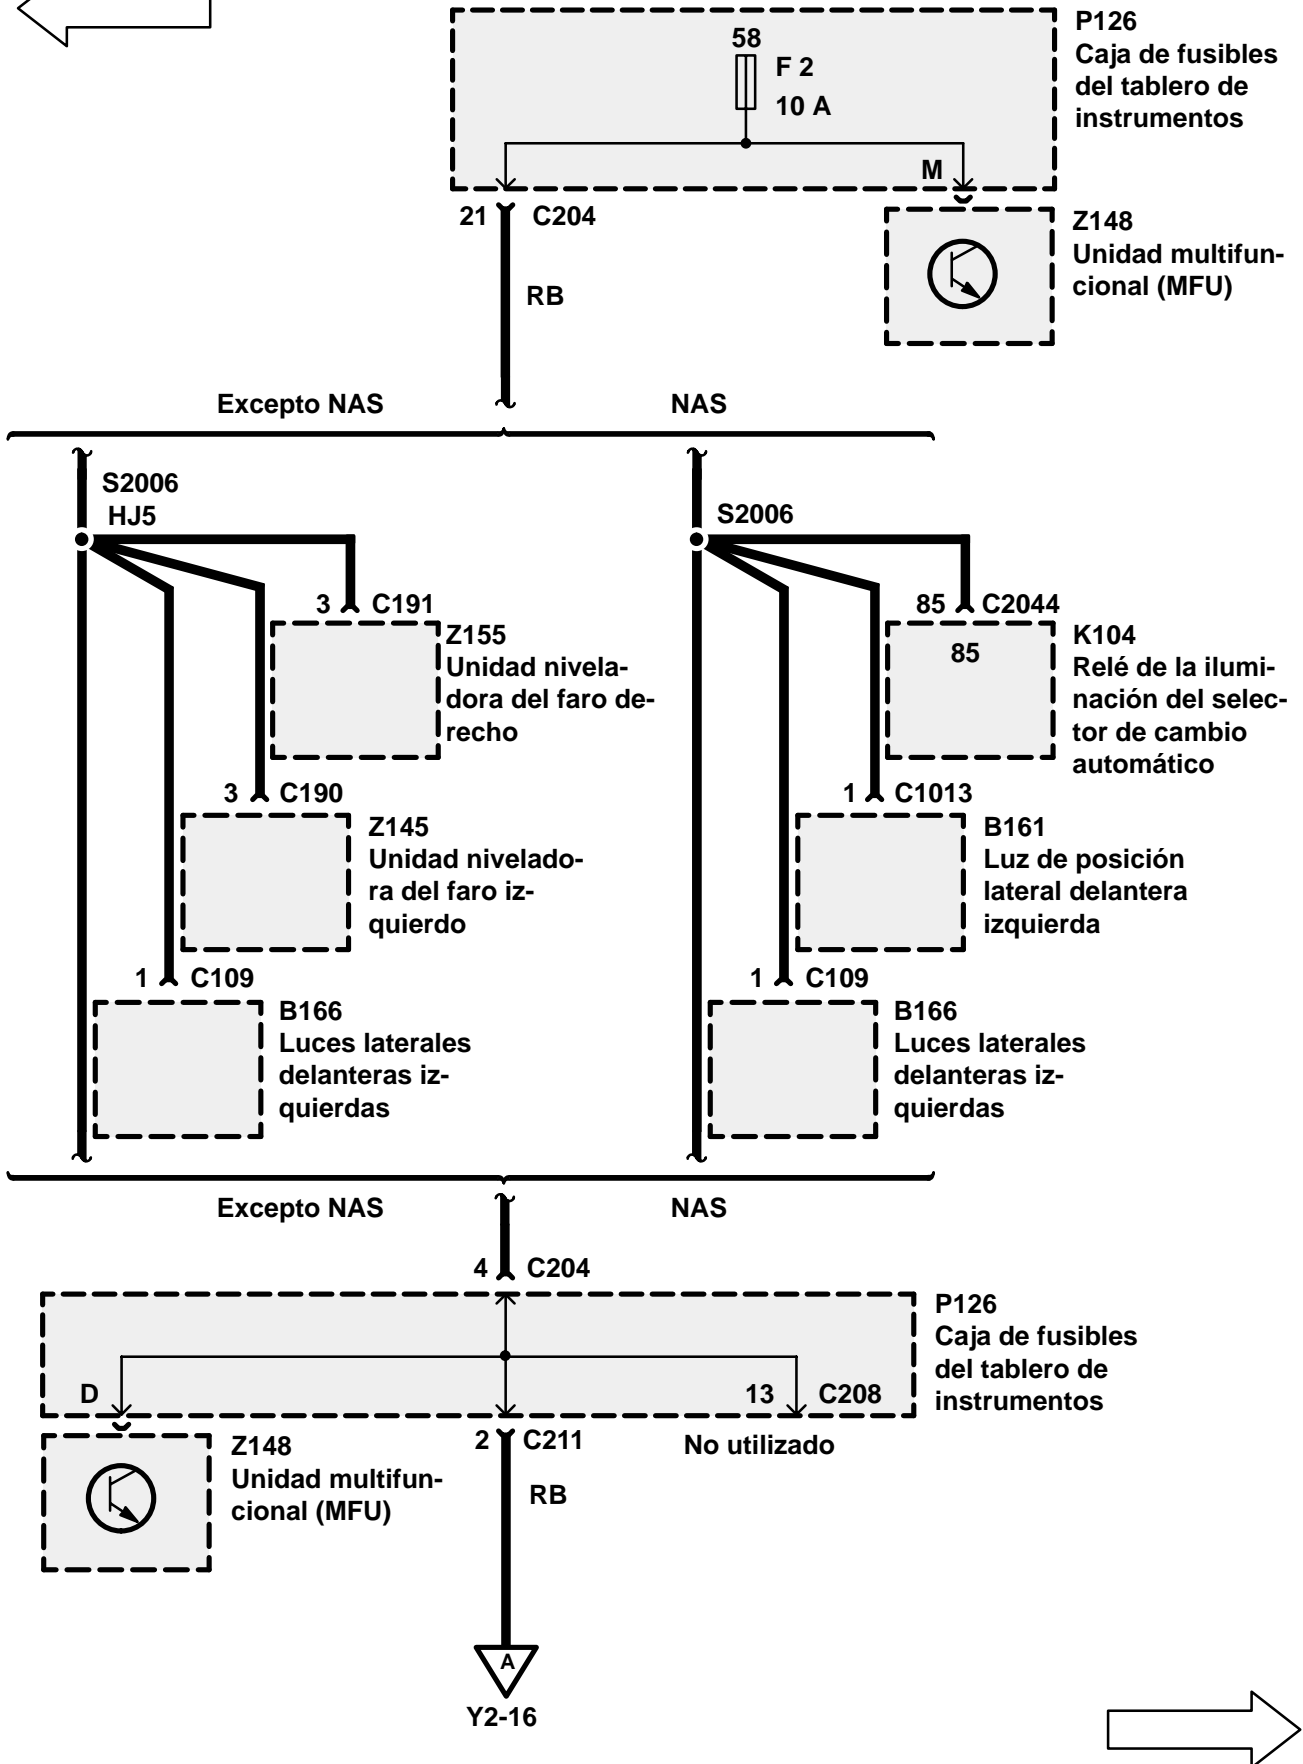 P126
Caja de fusibles
del tablero de
instrumentos
58
F 2
10 A
M
21
C204
Z148
Unidad multifun-
cional (MFU)
RB
Excepto NAS
NAS
S2006
HJ5
S2006
3
C191
Z155
Unidad nivela-
dora del faro de-
recho
85
C2044
85
K104
Relé de la ilumi-
nación del selec-
tor de cambio
automático
3
C190
Z145
Unidad nivelado-
ra del faro iz-
quierdo
1
C1013
B161
Luz de posición
lateral delantera
izquierda
1
C109
B166
Luces laterales
delanteras iz-
quierdas
1
C109
B166
Luces laterales
delanteras iz-
quierdas
Excepto NAS
NAS
4
C204
P126
Caja de fusibles
del tablero de
instrumentos
D
13
C208
2
C211
No utilizado
Z148
Unidad multifun-
cional (MFU)
RB
A
Y2-16